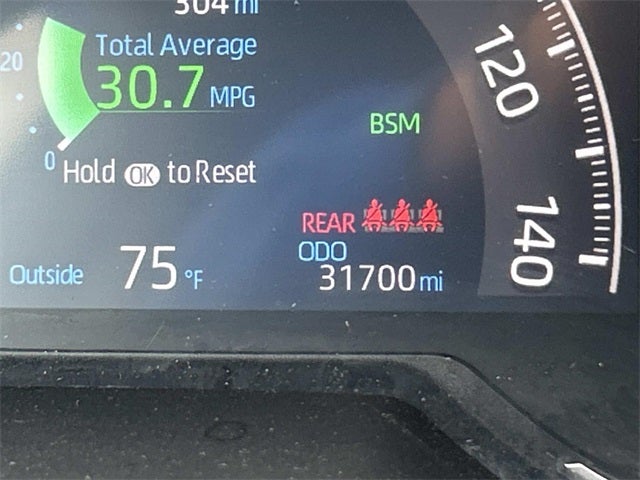 304 mi
20
Total Average
30.7 MPG
120
BSM
0
Hold OK to Reset
REAR
140
ODO
Outside 75 °F
31700 mi